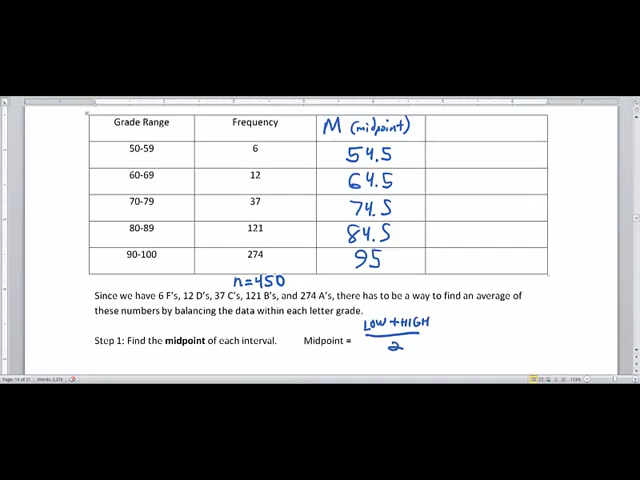 Grade Range Frequency M (midpoint)
50-59 6 54.5
60-69 12 64.5
70-79 37 74.5
80-89 121 84.5
90-100 274 95
n=450
Since we have 6 F's, 12 D's, 37 C's, 121 B's, and 274 A's, there has to be a way to find an average of
these numbers by balancing the data within each letter grade.
LOW + HIGH
Step 1: Find the midpoint of each interval. Midpoint =
2